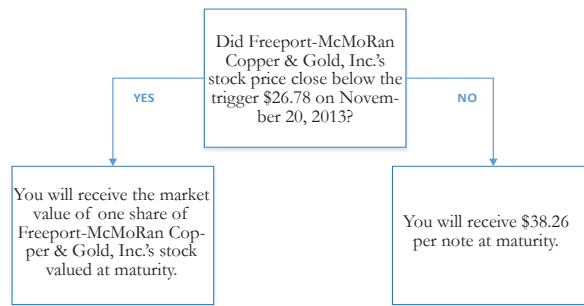 Did Freeport-McMoRan
Copper & Gold, Inc.'s
stock price close below the
trigger $26.78 on Novem-
ber 20, 2013?
YES
NO
You will receive the market
value of one share of
Freeport-McMoRan Cop-
per & Gold, Inc.'s stock
valued at maturity.
You will receive $38.26
per note at maturity.